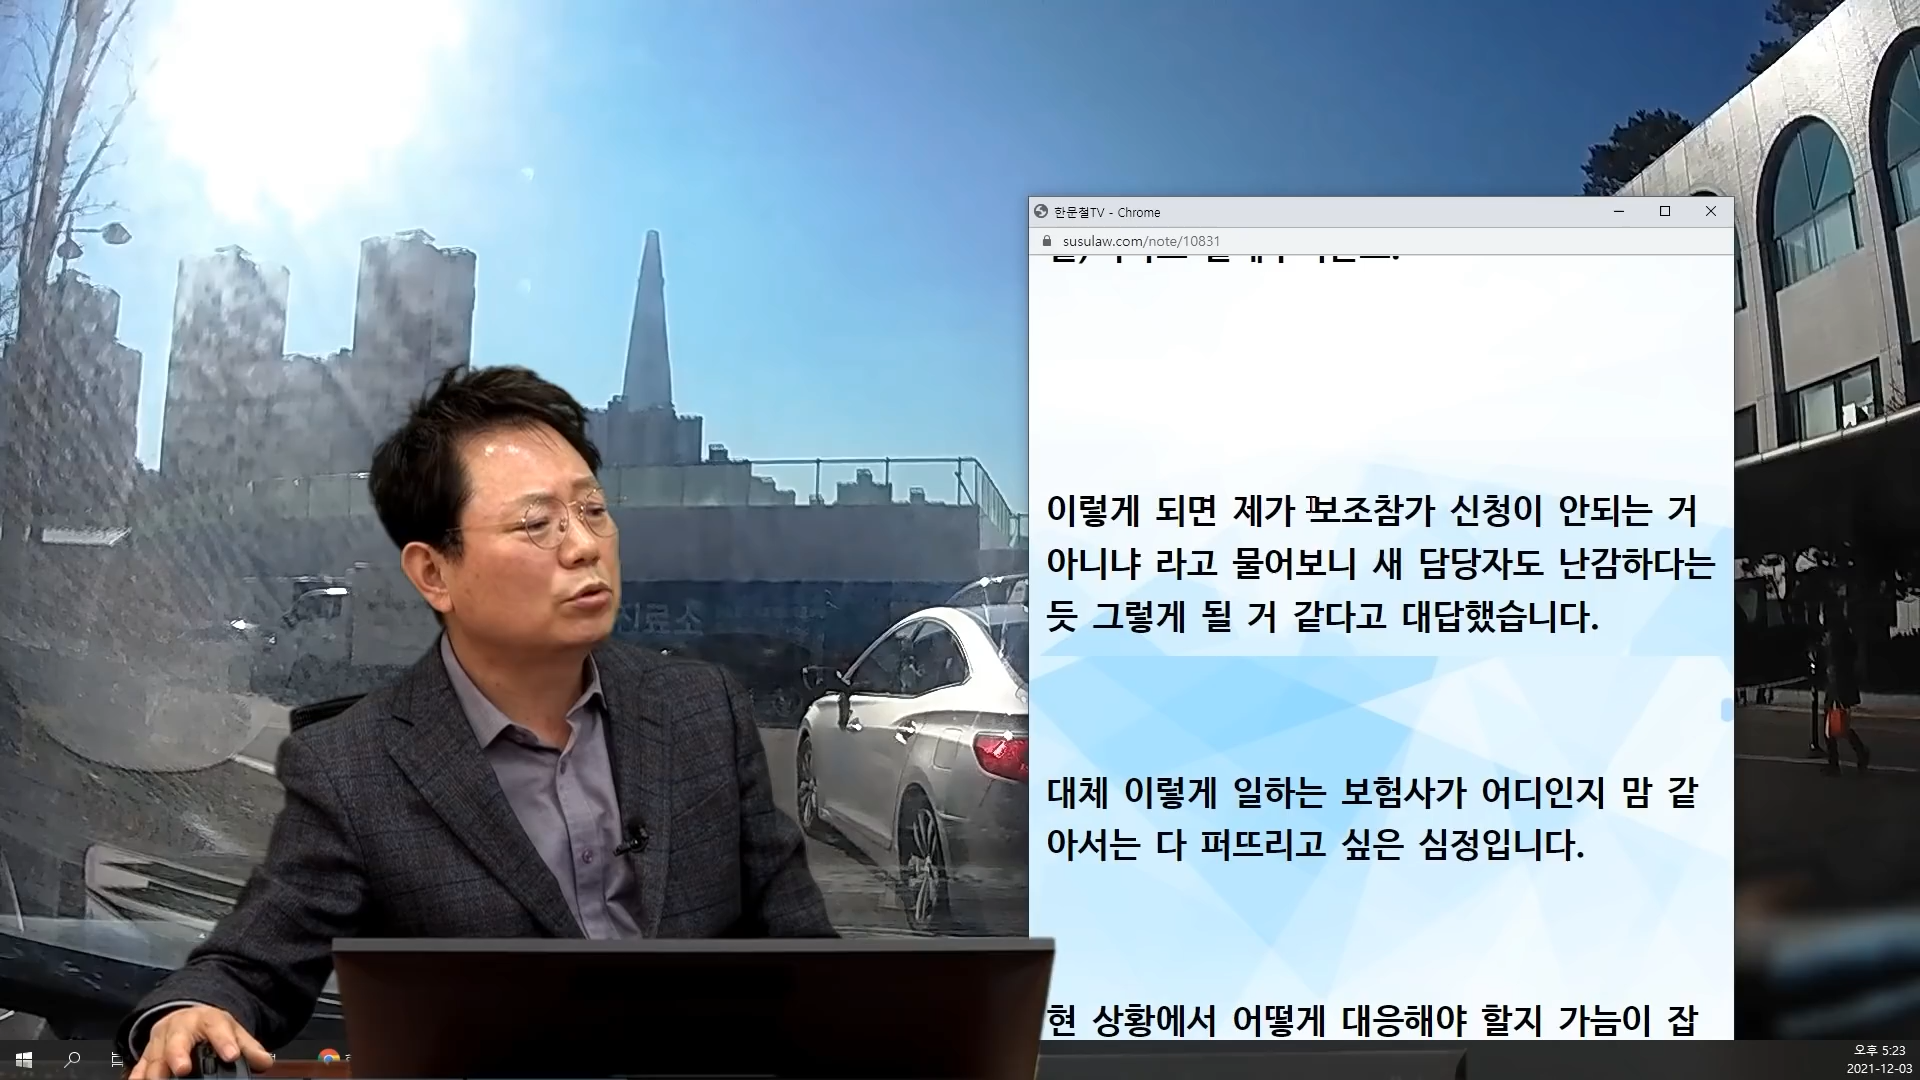 한문철TV - Chrome
susulaw.com/note/10831
이렇게 되면 제가 보조참가 신청이 안되는 거
아니냐 라고 물어보니 새 담당자도 난감하다는
듯 그렇게 될 거 같다고 대답했습니다.
대체 이렇게 일하는 보험사가 어디인지 맘 같
아서는 다 퍼뜨리고 싶은 심정입니다.
현 상황에서 어떻게 대응해야 할지 가늠이 잡
오후 5:23
2021-12-03